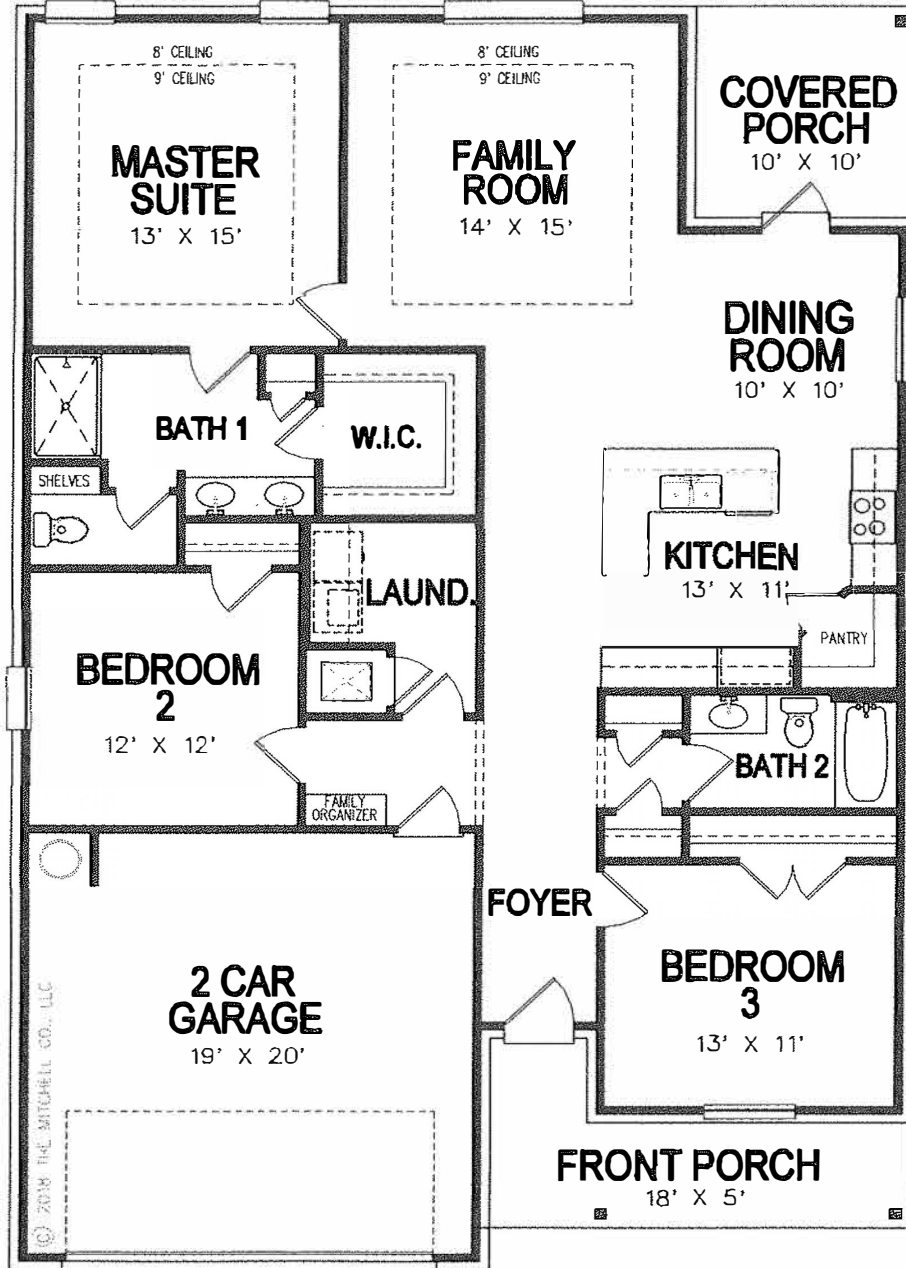 8' CEILING
9' CEILING
MASTER
SUITE
13' X 15'
8' CEILING
9' CEILING
FAMILY
ROOM
14' X 15'
COVERED
PORCH
10' X 10'
DINING
ROOM
10' X 10'
BATH 1
W.I.C.
SHELVES
KITCHEN
13' X 11'
LAUND.
PANTRY
BEDROOM
2
12' X 12'
BATH 2
FAMILY
ORGANIZER
FOYER
2 CAR
GARAGE
19' X 20'
BEDROOM
3
13' X 11'
FRONT PORCH
18' X 5'
© 2018 THE MITCHELL CO., LLC